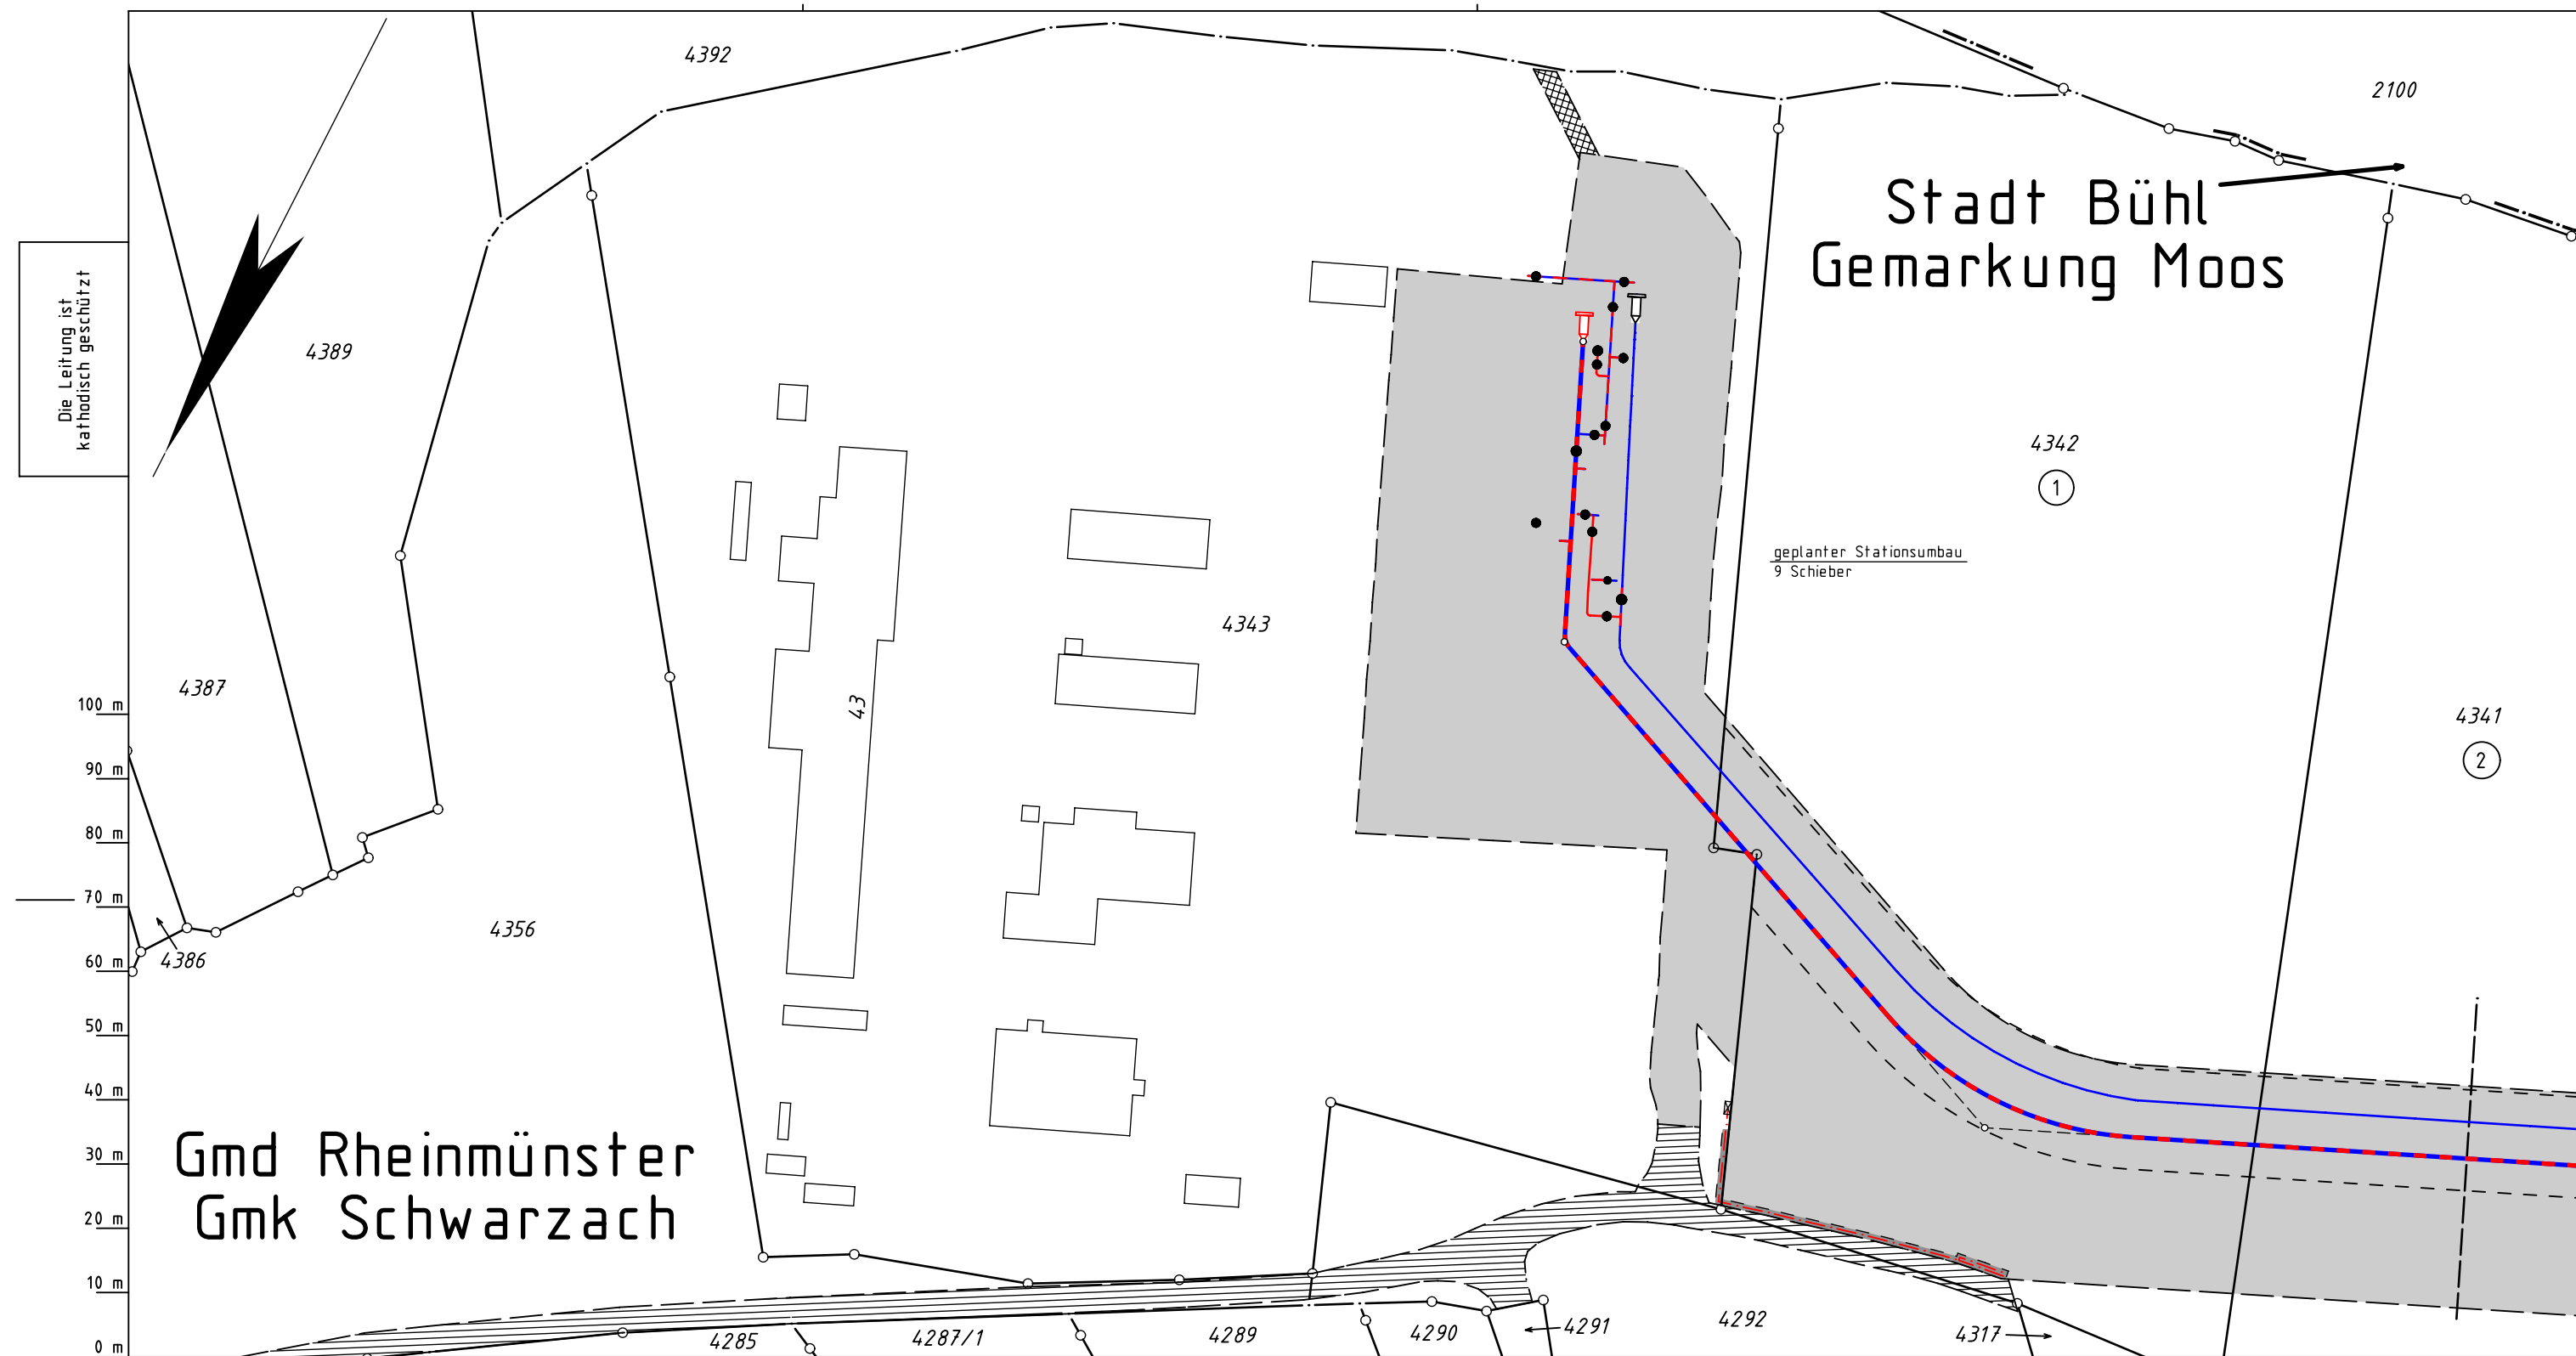 4392
2100
Stadt Bühl
Gemarkung Moos
Die Leitung ist
kathodisch geschützt
4389
4342
1
geplanter Stationsumbau
9 Schieber
4343
4387
43
4341
2
100 m
90 m
80 m
70 m
60 m
50 m
40 m
30 m
20 m
10 m
0 m
4356
4386
Gmd Rheinmünster
Gmk Schwarzach
4285
4287/1
4289
4290
4291
4292
4317